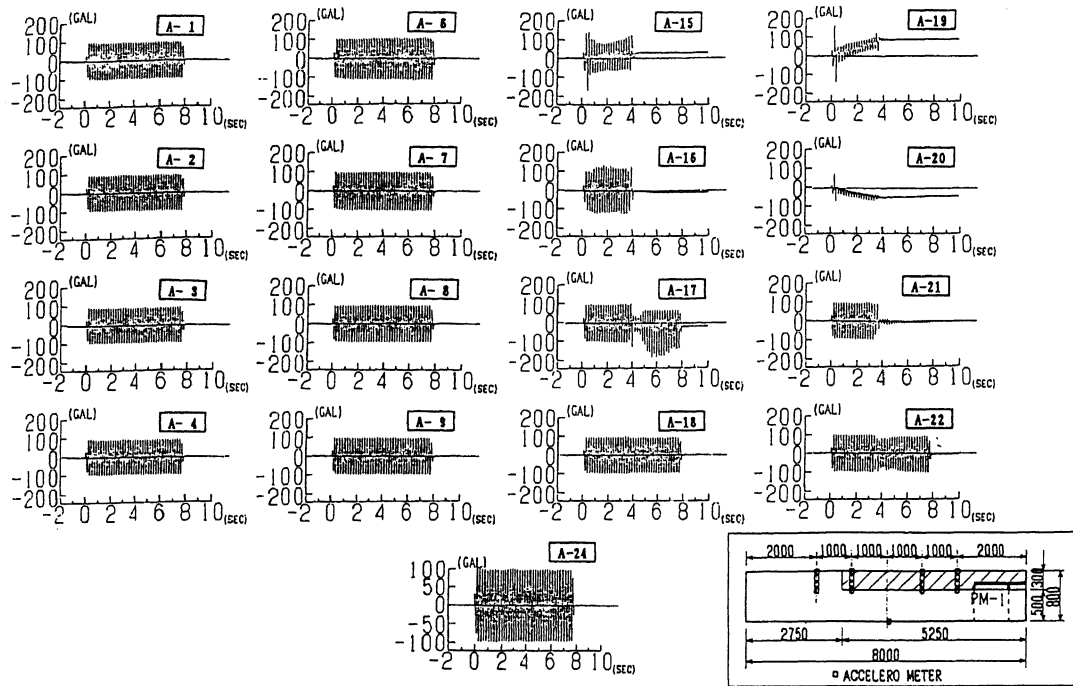 (GAL) A-1 (GAL) A-6 (GAL) A-15 (GAL) A-19
200 200 200 200
100 100 100 100
0 0 0 0
-100 -100 -100 -100
-200 -200 -200 -200
-2 0 2 4 6 8 10(SEC) -2 0 2 4 6 8 10(SEC) -2 0 2 4 6 8 10(SEC) -2 0 2 4 6 8 10(SEC)
(GAL) A-2 (GAL) A-7 (GAL) A-16 (GAL) A-20
200 200 200 200
100 100 100 100
0 0 0 0
-100 -100 -100 -100
-200 -200 -200 -200
-2 0 2 4 6 8 10(SEC) -2 0 2 4 6 8 10(SEC) -2 0 2 4 6 8 10(SEC) -2 0 2 4 6 8 10(SEC)
(GAL) A-3 (GAL) A-8 (GAL) A-17 (GAL) A-21
200 200 200 200
100 100 100 100
0 0 0 0
-100 -100 -100 -100
-200 -200 -200 -200
-2 0 2 4 6 8 10(SEC) -2 0 2 4 6 8 10(SEC) -2 0 2 4 6 8 10(SEC) -2 0 2 4 6 8 10(SEC)
(GAL) A-4 (GAL) A-9 (GAL) A-18 (GAL) A-22
200 200 200 200
100 100 100 100
0 0 0 0
-100 -100 -100 -100
-200 -200 -200 -200
-2 0 2 4 6 8 10(SEC) -2 0 2 4 6 8 10(SEC) -2 0 2 4 6 8 10(SEC) -2 0 2 4 6 8 10(SEC)
(GAL) A-24
100
50
0
-50
-100
-2 0 2 4 6 8 10(SEC)
2000 1000 1000 1000 1000 2000
300
500
800
PM-1
2750 5250
8000
ACCELERO METER